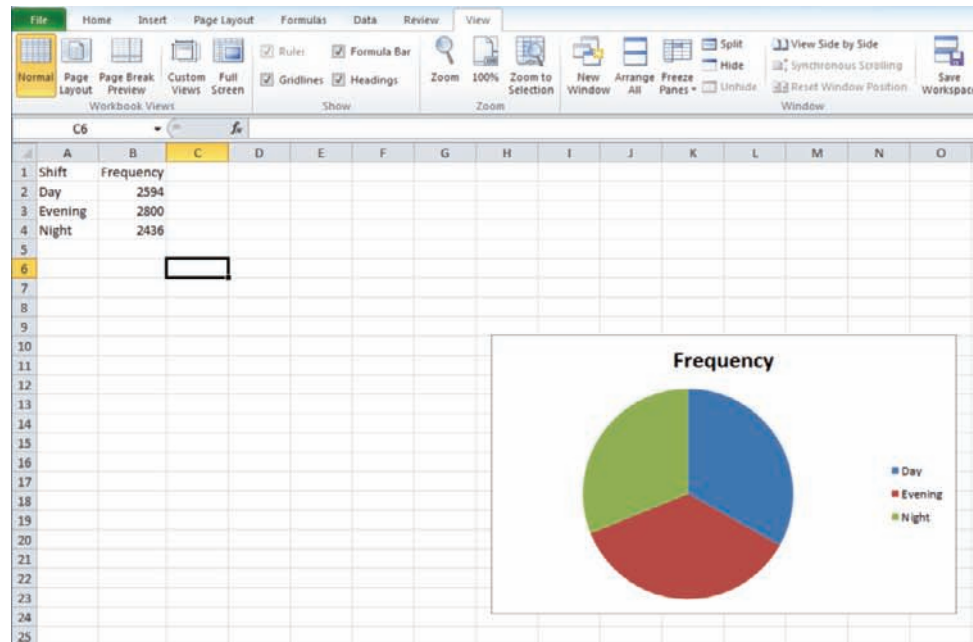 File Home Insert Page Layout Formulas Data Review View
Normal Page Layout Page Break Preview Custom Views Full Screen
Workbook Views
Ruler Formula Bar
Gridlines Headings
Show
Zoom 100% Zoom to Selection
Zoom
New Window Arrange All Freeze Panes
Split
Hide
Unhide
View Side by Side
Synchronous Scrolling
Reset Window Position
Window
Save Workspac
C6 fx
A B C D E F G H I J K L M N O
1 Shift Frequency
2 Day 2594
3 Evening 2800
4 Night 2436
5
6
7
8
9
10
11
12
13
14
15
16
17
18
19
20
21
22
23
24
25
Frequency
Day
Evening
Night